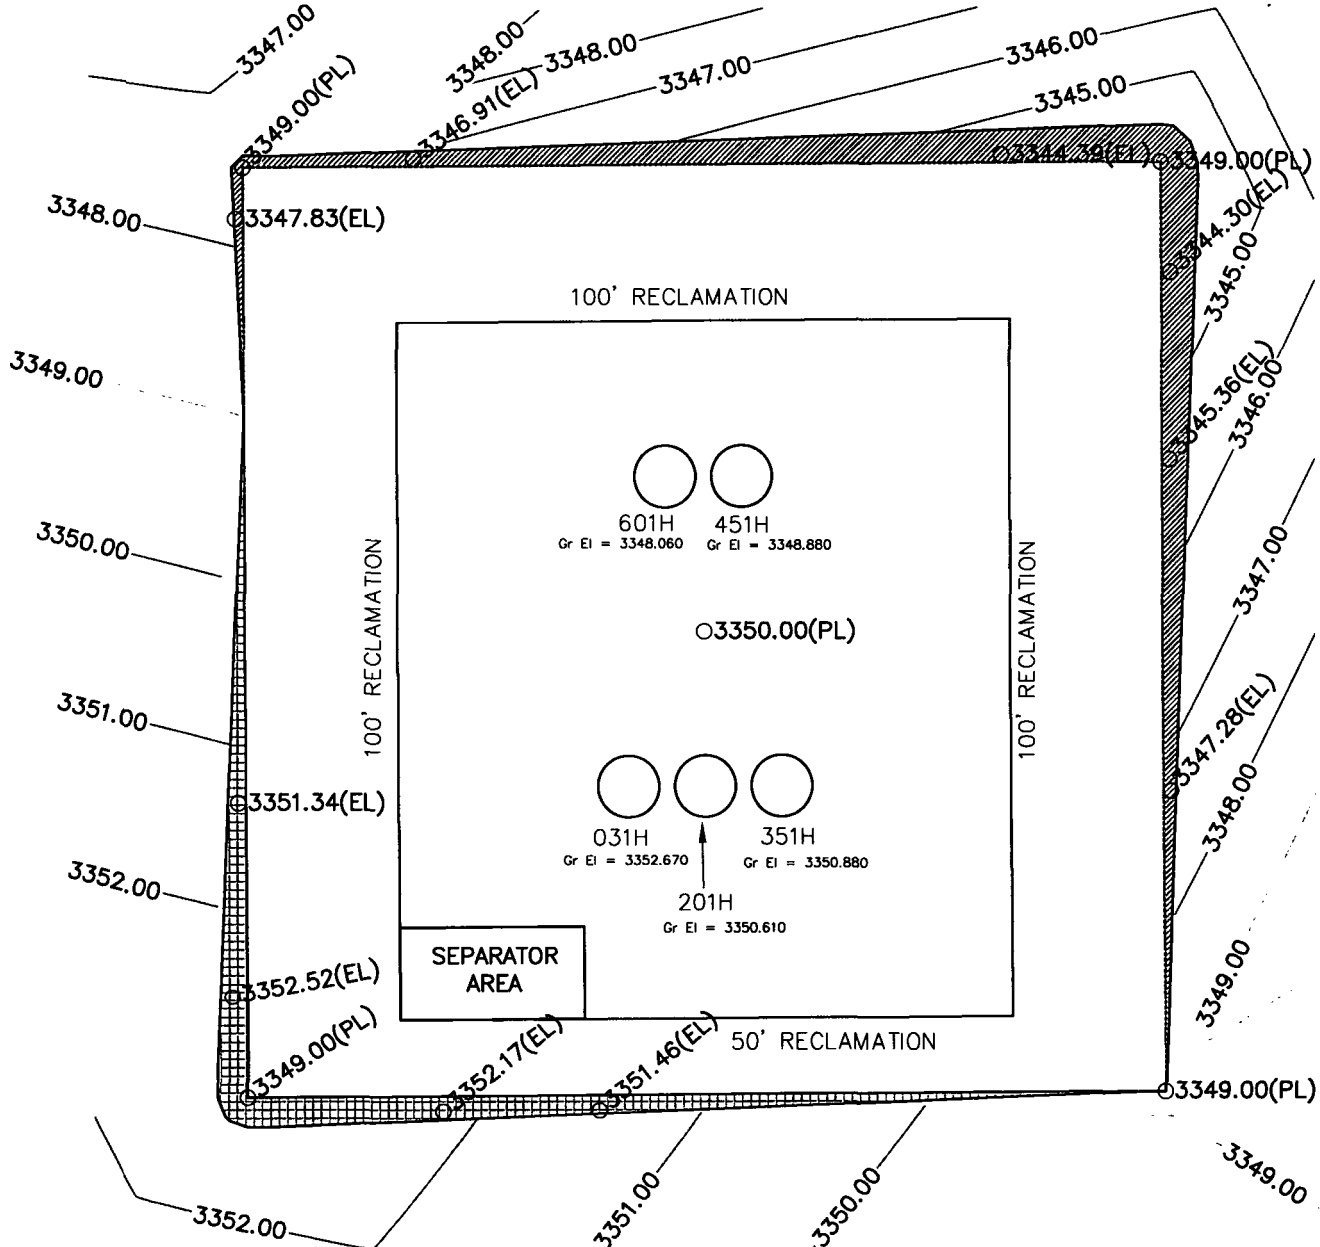 3347.00
3348.00
3348.00
3347.00
3346.00
3345.00
3349.00(PL)
3346.91(EL)
3344.39(EL)
3349.00(PL)
3344.30(EL)
3345.00
3348.00
3347.83(EL)
100' RECLAMATION
3349.00
3345.36(EL)
3346.00
601H
Gr El = 3348.060
451H
Gr El = 3348.880
3350.00
100' RECLAMATION
3350.00(PL)
100' RECLAMATION
3347.00
3351.00
3347.28(EL)
3351.34(EL)
3348.00
031H
Gr El = 3352.670
351H
Gr El = 3350.880
3352.00
201H
Gr El = 3350.610
SEPARATOR
AREA
3352.52(EL)
3349.00
3349.00(PL)
3352.17(EL)
3351.46(EL)
50' RECLAMATION
3349.00(PL)
3352.00
3351.00
3350.00
3349.00